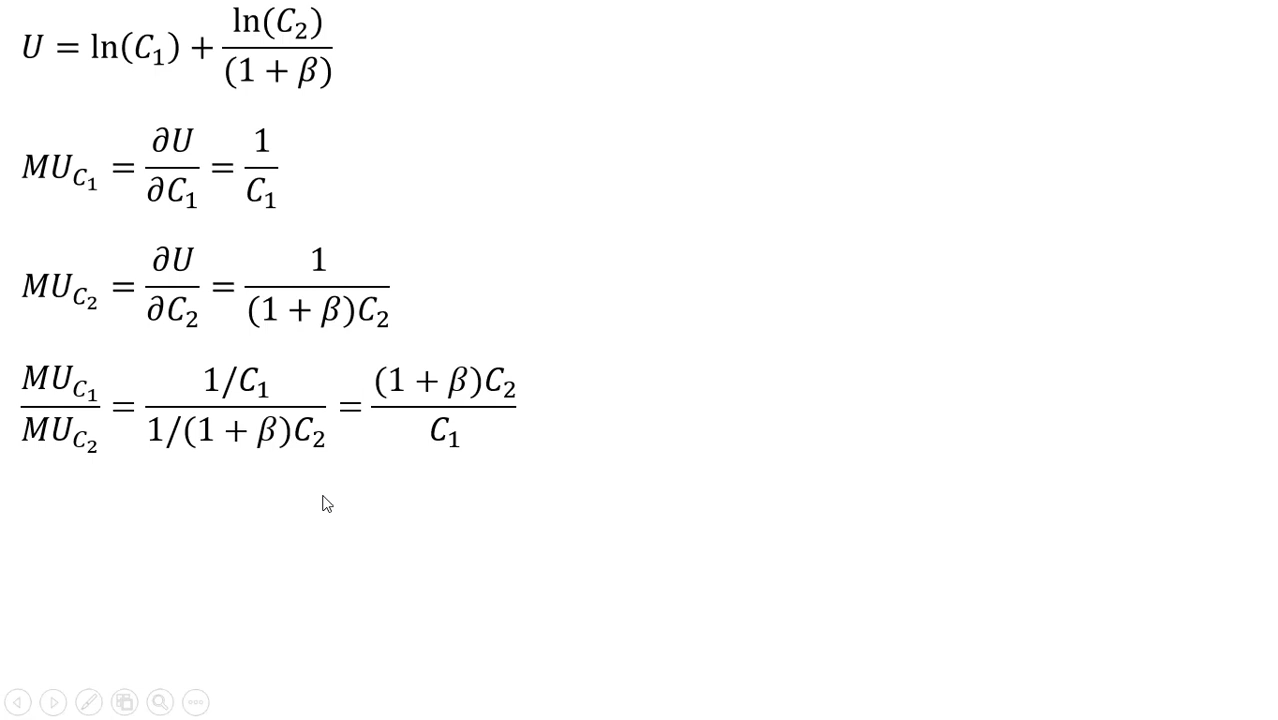 U = ln(C₁) + ln(C₂)/(1 + β)
MU_C₁ = ∂U/∂C₁ = 1/C₁
MU_C₂ = ∂U/∂C₂ = 1/((1 + β)C₂)
MU_C₁/MU_C₂ = (1/C₁)/(1/(1 + β)C₂) = (1 + β)C₂/C₁